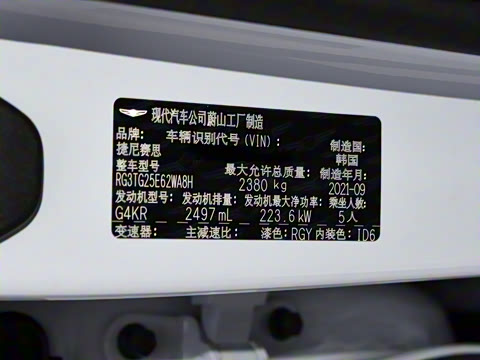 现代汽车公司蔚山工厂制造
品牌: 车辆识别代号(VIN): 制造国:
捷尼赛思 韩国
整车型号: 最大允许总质量: 制造年月:
RG3TG25E62WA8H 2380 kg 2021-09
发动机型号: 发动机排量: 发动机最大净功率: 乘坐人数:
G4KR 2497 mL 223.6 kW 5人
变速器: 主减速比: 漆色: RGY 内装色: ID6